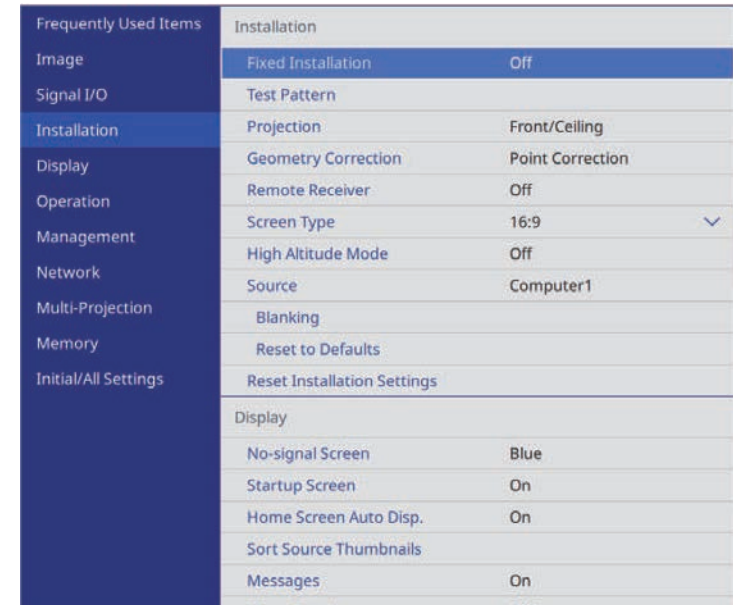 Frequently Used Items
Image
Signal I/O
Installation
Display
Operation
Management
Network
Multi-Projection
Memory
Initial/All Settings
Installation
Fixed Installation Off
Test Pattern
Projection Front/Ceiling
Geometry Correction Point Correction
Remote Receiver Off
Screen Type 16:9
High Altitude Mode Off
Source Computer1
Blanking
Reset to Defaults
Reset Installation Settings
Display
No-signal Screen Blue
Startup Screen On
Home Screen Auto Disp. On
Sort Source Thumbnails
Messages On